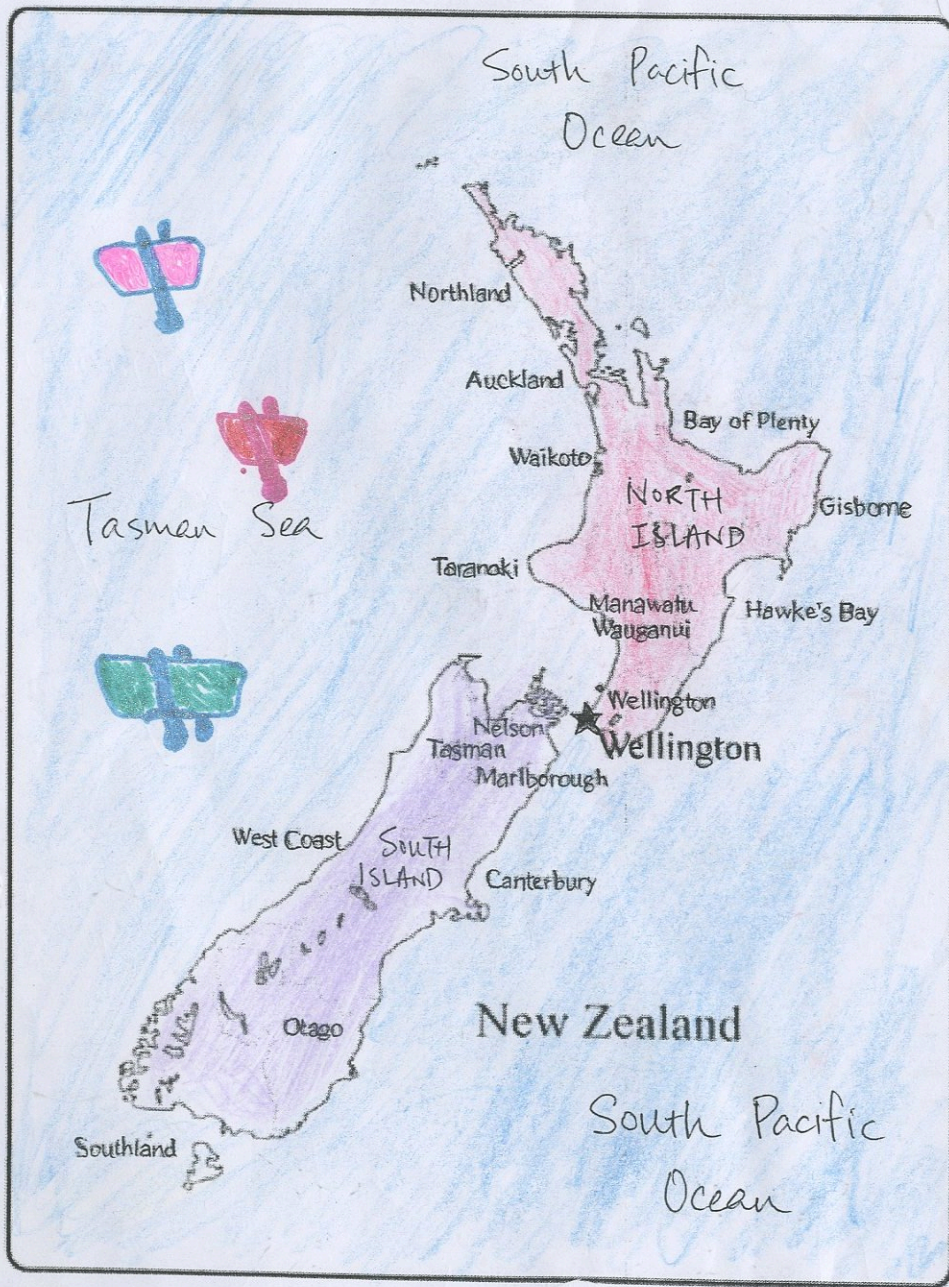 South Pacific
Ocean
Northland
Auckland
Bay of Plenty
Waikoto
NORTH
ISLAND
Gisborne
Tasman Sea
Taranaki
Manawatu
Wauganui
Hawke's Bay
Wellington
Wellington
Nelson
Tasman
Marlborough
West Coast
SOUTH
ISLAND
Canterbury
New Zealand
Otago
South Pacific
Ocean
Southland